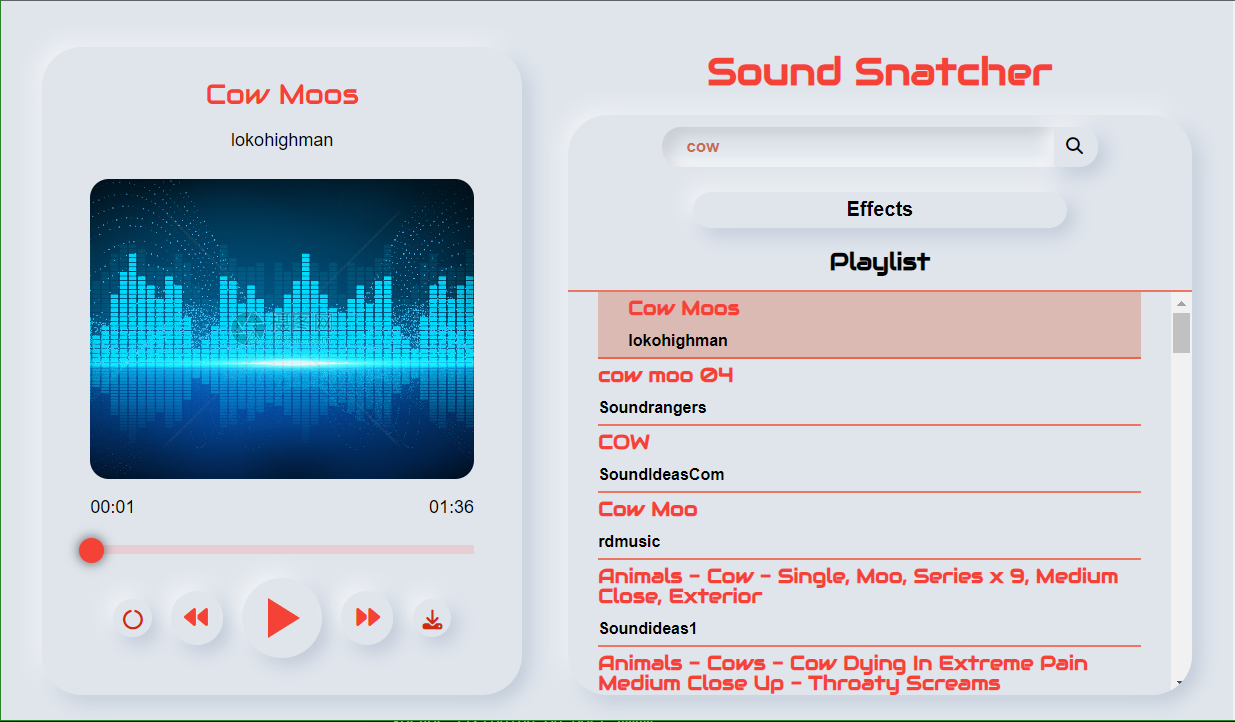 Cow Moos
lokohighman
00:01
01:36
Sound Snatcher
cow
Effects
Playlist
Cow Moos
lokohighman
cow moo 04
Soundrangers
COW
SoundIdeasCom
Cow Moo
rdmusic
Animals - Cow - Single, Moo, Series x 9, Medium
Close, Exterior
Soundideas1
Animals - Cows - Cow Dying In Extreme Pain
Medium Close Up - Throaty Screams